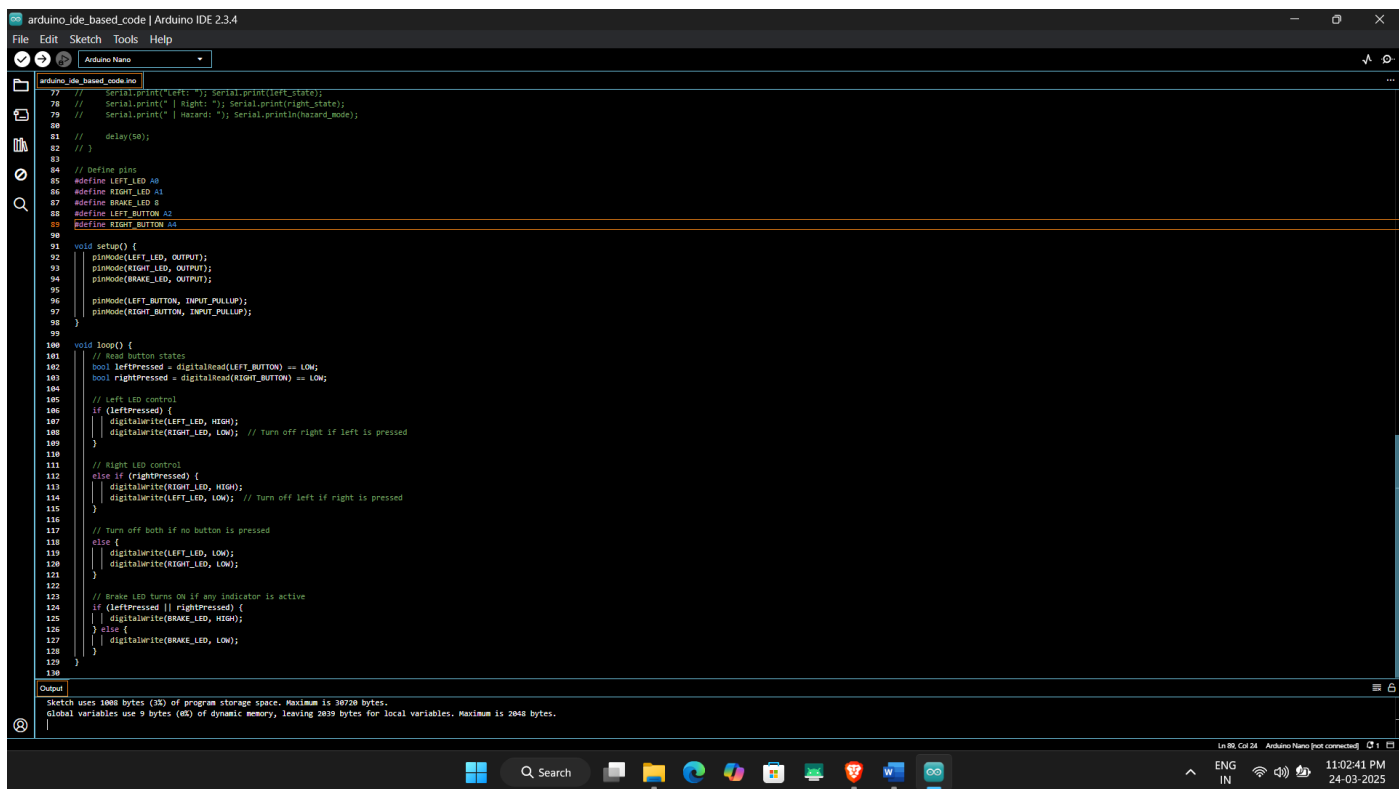 arduino_ide_based_code | Arduino IDE 2.3.4
File Edit Sketch Tools Help
Arduino Nano
arduino_ide_based_code.ino
77 // Serial.print("Left: "); Serial.print(left_state);
78 // Serial.print(" | Right: "); Serial.print(right_state);
79 // Serial.print(" | Hazard: "); Serial.println(hazard_mode);
80
81 // delay(50);
82 // }
83
84 // Define pins
85 #define LEFT_LED A0
86 #define RIGHT_LED A1
87 #define BRAKE_LED 8
88 #define LEFT_BUTTON A2
89 #define RIGHT_BUTTON A4
90
91 void setup() {
92 pinMode(LEFT_LED, OUTPUT);
93 pinMode(RIGHT_LED, OUTPUT);
94 pinMode(BRAKE_LED, OUTPUT);
95
96 pinMode(LEFT_BUTTON, INPUT_PULLUP);
97 pinMode(RIGHT_BUTTON, INPUT_PULLUP);
98 }
99
100 void loop() {
101 // Read button states
102 bool leftPressed = digitalRead(LEFT_BUTTON) == LOW;
103 bool rightPressed = digitalRead(RIGHT_BUTTON) == LOW;
104
105 // Left LED control
106 if (leftPressed) {
107 digitalWrite(LEFT_LED, HIGH);
108 digitalWrite(RIGHT_LED, LOW); // Turn off right if left is pressed
109 }
110
111 // Right LED control
112 else if (rightPressed) {
113 digitalWrite(RIGHT_LED, HIGH);
114 digitalWrite(LEFT_LED, LOW); // Turn off left if right is pressed
115 }
116
117 // Turn off both if no button is pressed
118 else {
119 digitalWrite(LEFT_LED, LOW);
120 digitalWrite(RIGHT_LED, LOW);
121 }
122
123 // Brake LED turns ON if any indicator is active
124 if (leftPressed || rightPressed) {
125 digitalWrite(BRAKE_LED, HIGH);
126 } else {
127 digitalWrite(BRAKE_LED, LOW);
128 }
129 }
130
Output
Sketch uses 1008 bytes (3%) of program storage space. Maximum is 30720 bytes.
Global variables use 9 bytes (0%) of dynamic memory, leaving 2039 bytes for local variables. Maximum is 2048 bytes.
Ln 89, Col 24 Arduino Nano [not connected] 1
Search
ENG
IN
11:02:41 PM
24-03-2025